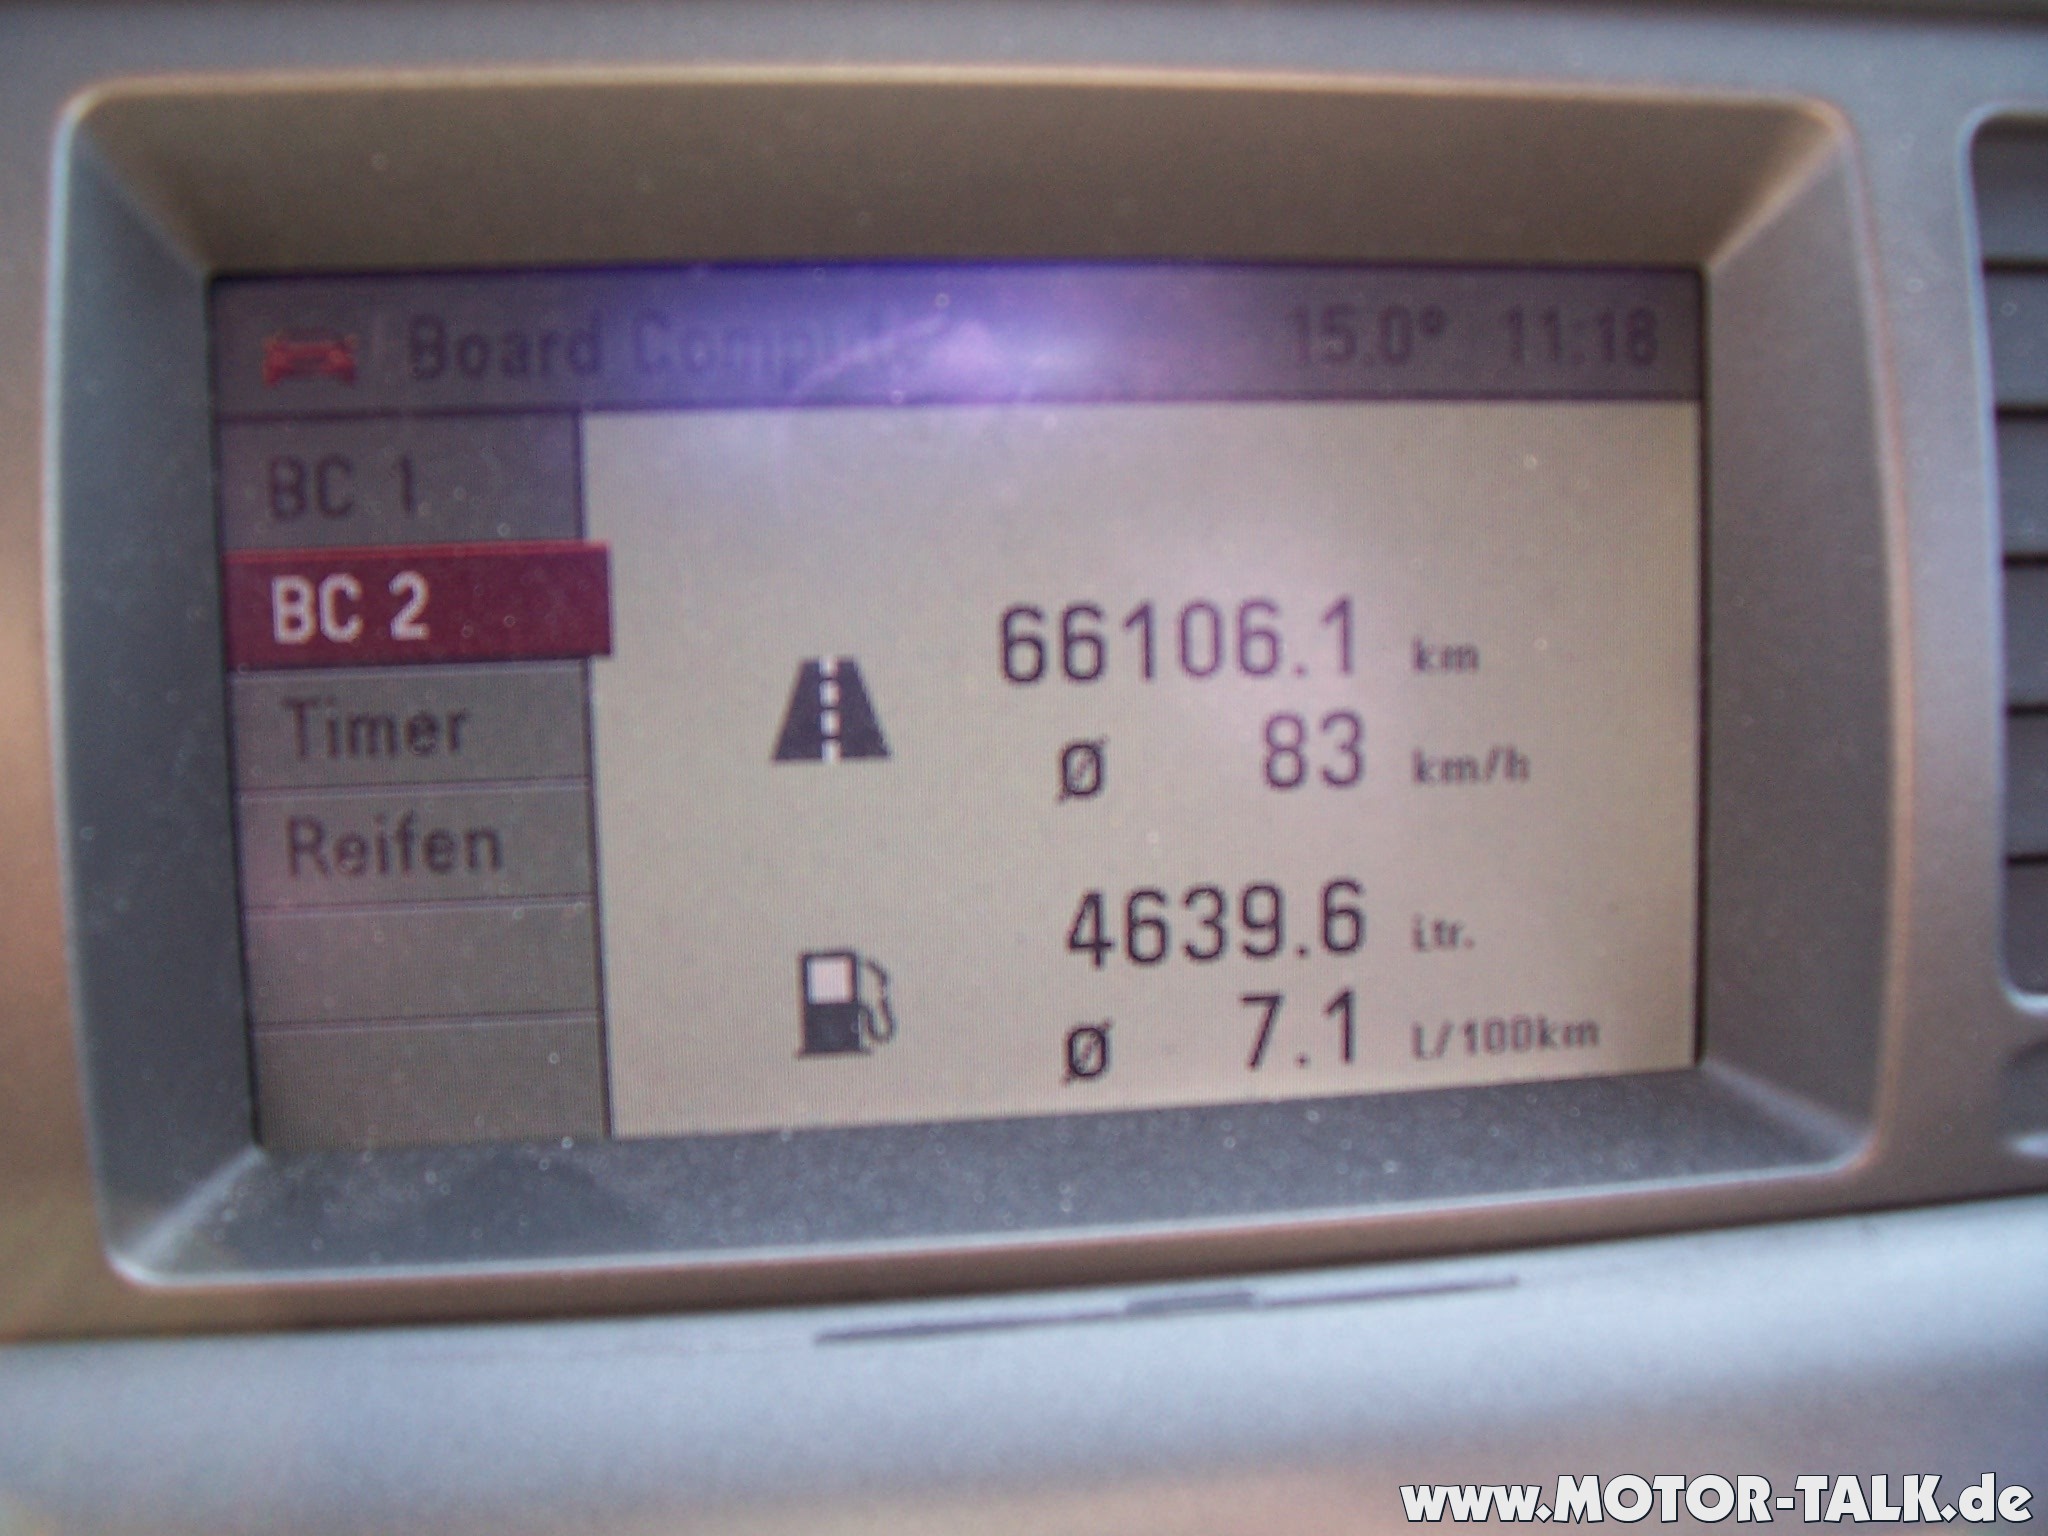 Board 15.0° 11:18
BC 1
BC 2
Timer
Reifen
66106.1 km
Ø 83 km/h
4639.6 Ltr.
Ø 7.1 L/100km
www.MOTOR-TALK.de